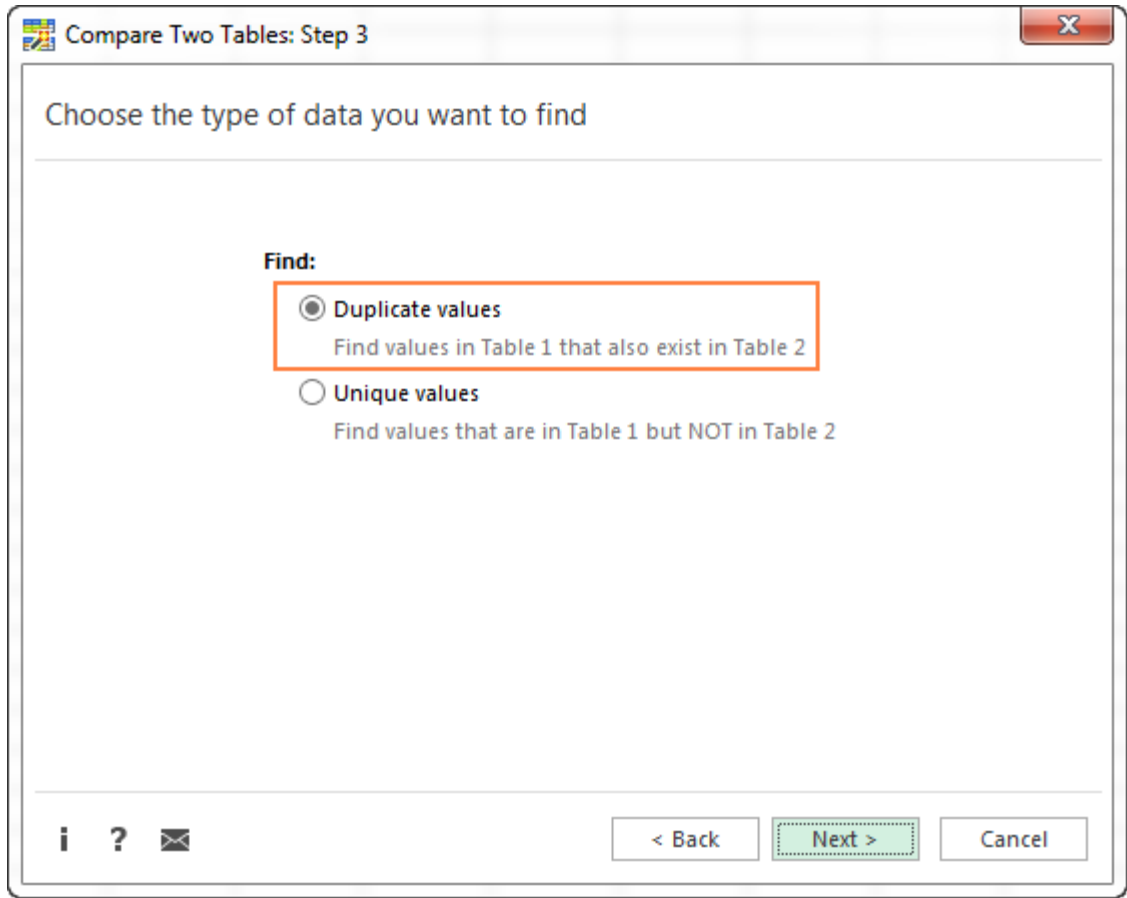 Compare Two Tables: Step 3
Choose the type of data you want to find
Find:
Duplicate values
Find values in Table 1 that also exist in Table 2
Unique values
Find values that are in Table 1 but NOT in Table 2
i ? < Back Next > Cancel